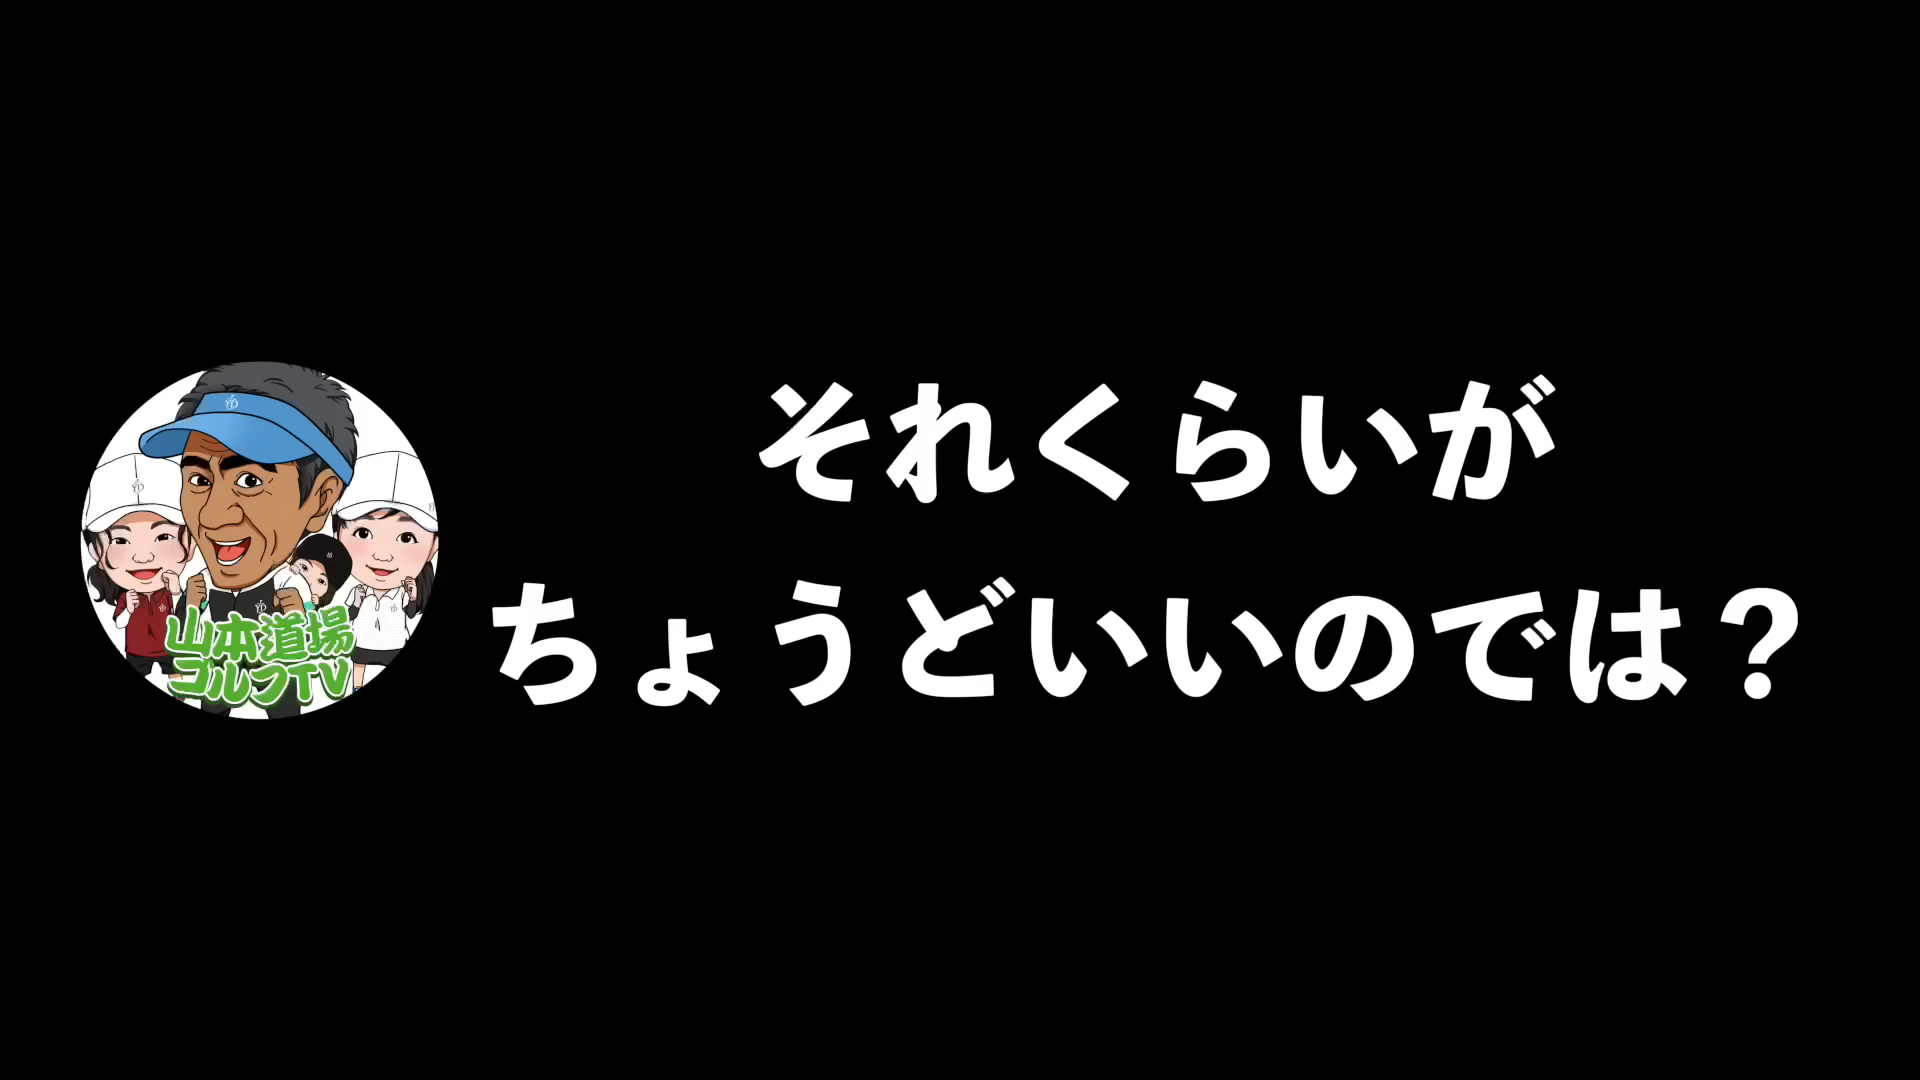 山本道場
ゴルフTV
それくらいが
ちょうどいいのでは？